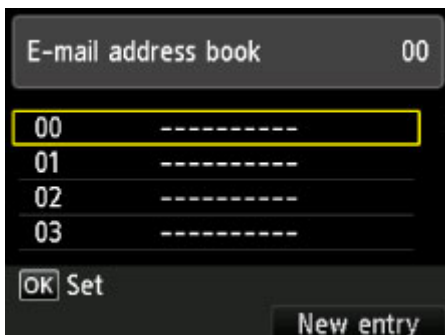 E-mail address book 00
00 ----------
01 ----------
02 ----------
03 ----------
OK Set
New entry